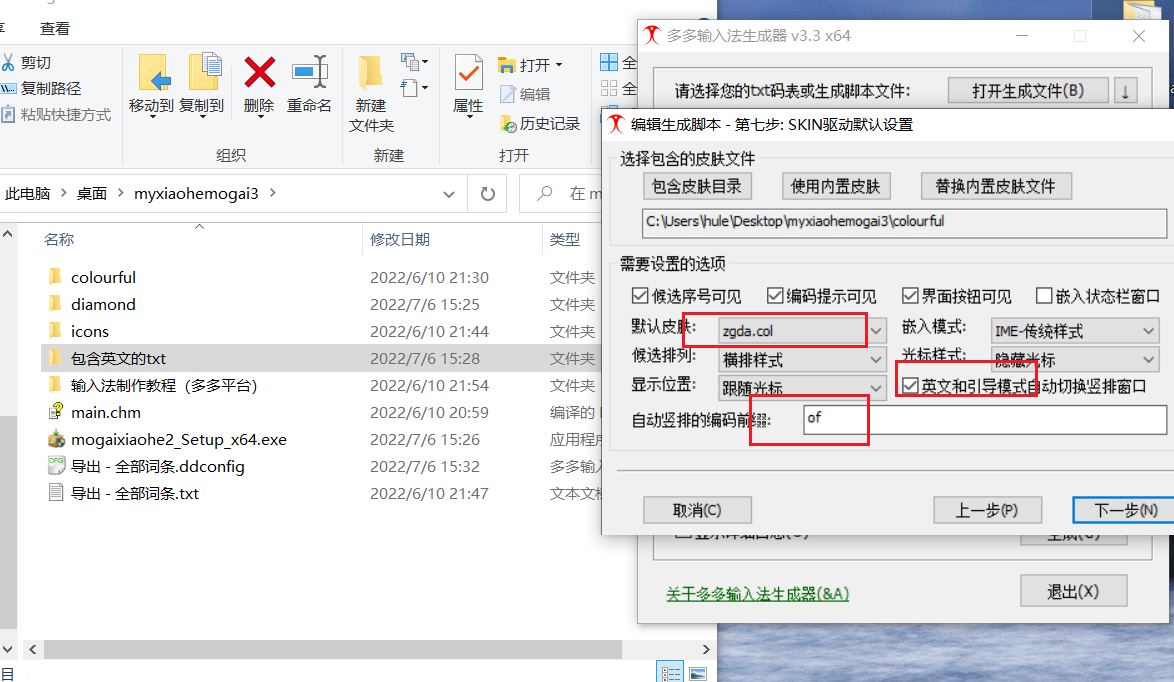 查看
剪切
复制路径
粘贴快捷方式
移动到
复制到
删除
重命名
新建
文件夹
属性
打开
编辑
历史记录
全
全
组织
新建
打开
此电脑
桌面
myxiaohemogai3
在 m
名称
修改日期
类型
colourful
2022/6/10 21:30
文件夹
diamond
2022/7/6 15:25
文件夹
icons
2022/6/10 21:44
文件夹
包含英文的txt
2022/7/6 15:28
文件夹
输入法制作教程（多多平台）
2022/6/10 21:54
文件夹
main.chm
2022/6/10 20:59
编译的
mogaixiaohe2_Setup_x64.exe
2022/7/6 15:26
应用程序
导出 - 全部词条.ddconfig
2022/7/6 15:32
多多输入
导出 - 全部词条.txt
2022/6/10 21:47
文本文档
目
多多输入法生成器 v3.3 x64
请选择您的txt码表或生成脚本文件:
打开生成文件(B)
↓
编辑生成脚本 - 第七步: SKIN驱动默认设置
选择包含的皮肤文件
包含皮肤目录
使用内置皮肤
替换内置皮肤文件
C:\Users\hule\Desktop\myxiaohemogai3\colourful
需要设置的选项
候选序号可见
编码提示可见
界面按钮可见
嵌入状态栏窗口
默认皮肤:
zgda.col
嵌入模式:
IME-传统样式
候选排列:
横排样式
光标样式:
隐藏光标
显示位置:
跟随光标
英文和引导模式自动切换竖排窗口
自动竖排的编码前缀:
of
取消(C)
上一步(P)
下一步(N)
关于多多输入法生成器(&A)
退出(X)